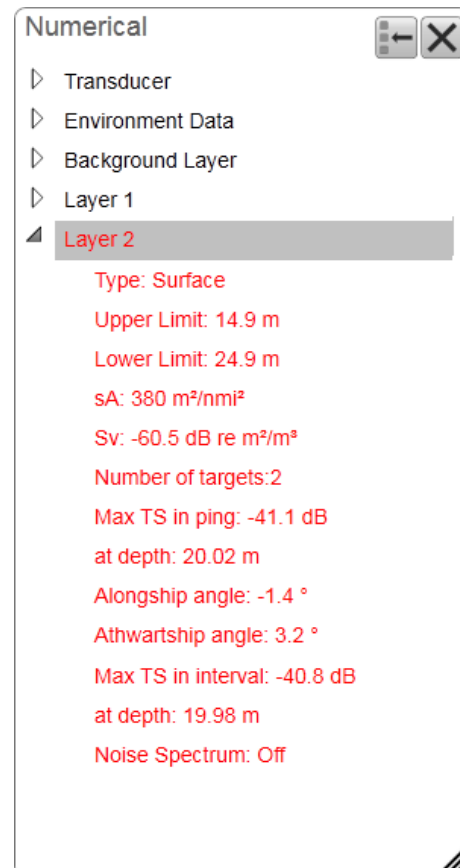 Numerical
Transducer
Environment Data
Background Layer
Layer 1
Layer 2
Type: Surface
Upper Limit: 14.9 m
Lower Limit: 24.9 m
sA: 380 m²/nmi²
Sv: -60.5 dB re m²/m³
Number of targets:2
Max TS in ping: -41.1 dB
at depth: 20.02 m
Alongship angle: -1.4 °
Athwartship angle: 3.2 °
Max TS in interval: -40.8 dB
at depth: 19.98 m
Noise Spectrum: Off